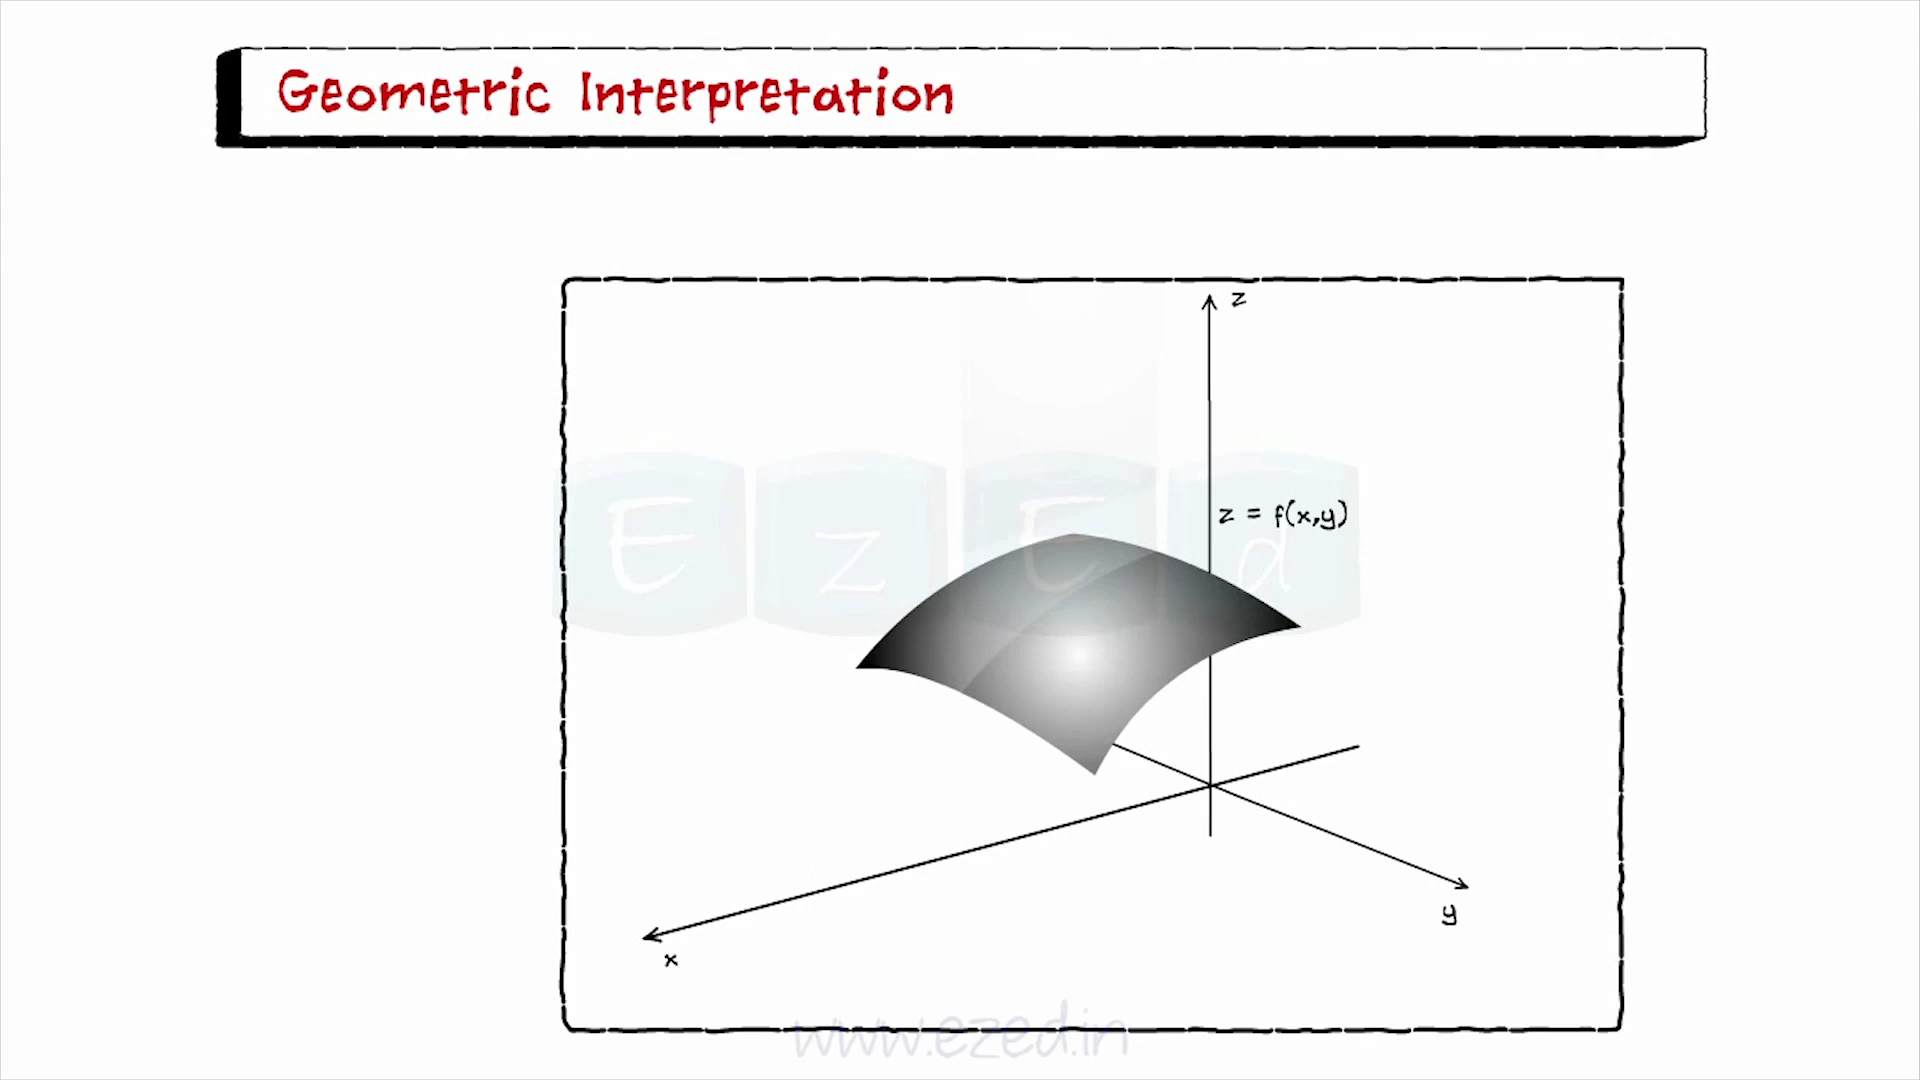 Geometric Interpretation
z
z = f(x,y)
E z E d
y
x
www.ezed.in